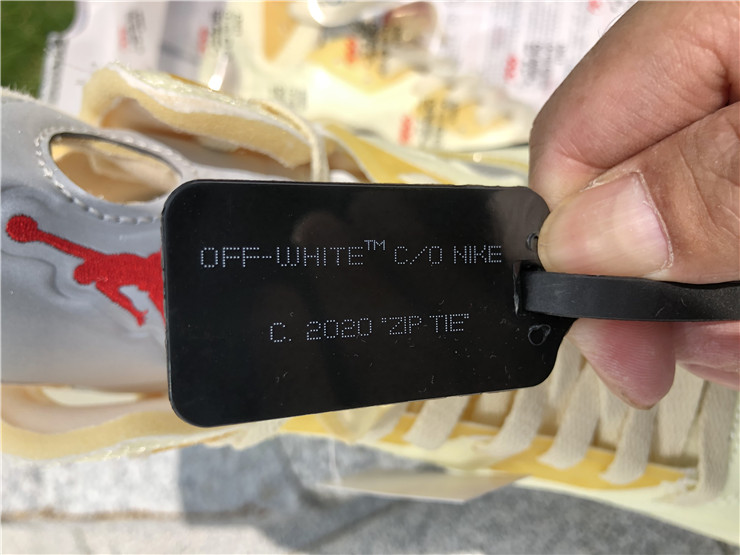 OFF-WHITE™ C/O NIKE
C. 2020 "ZIP TIE"